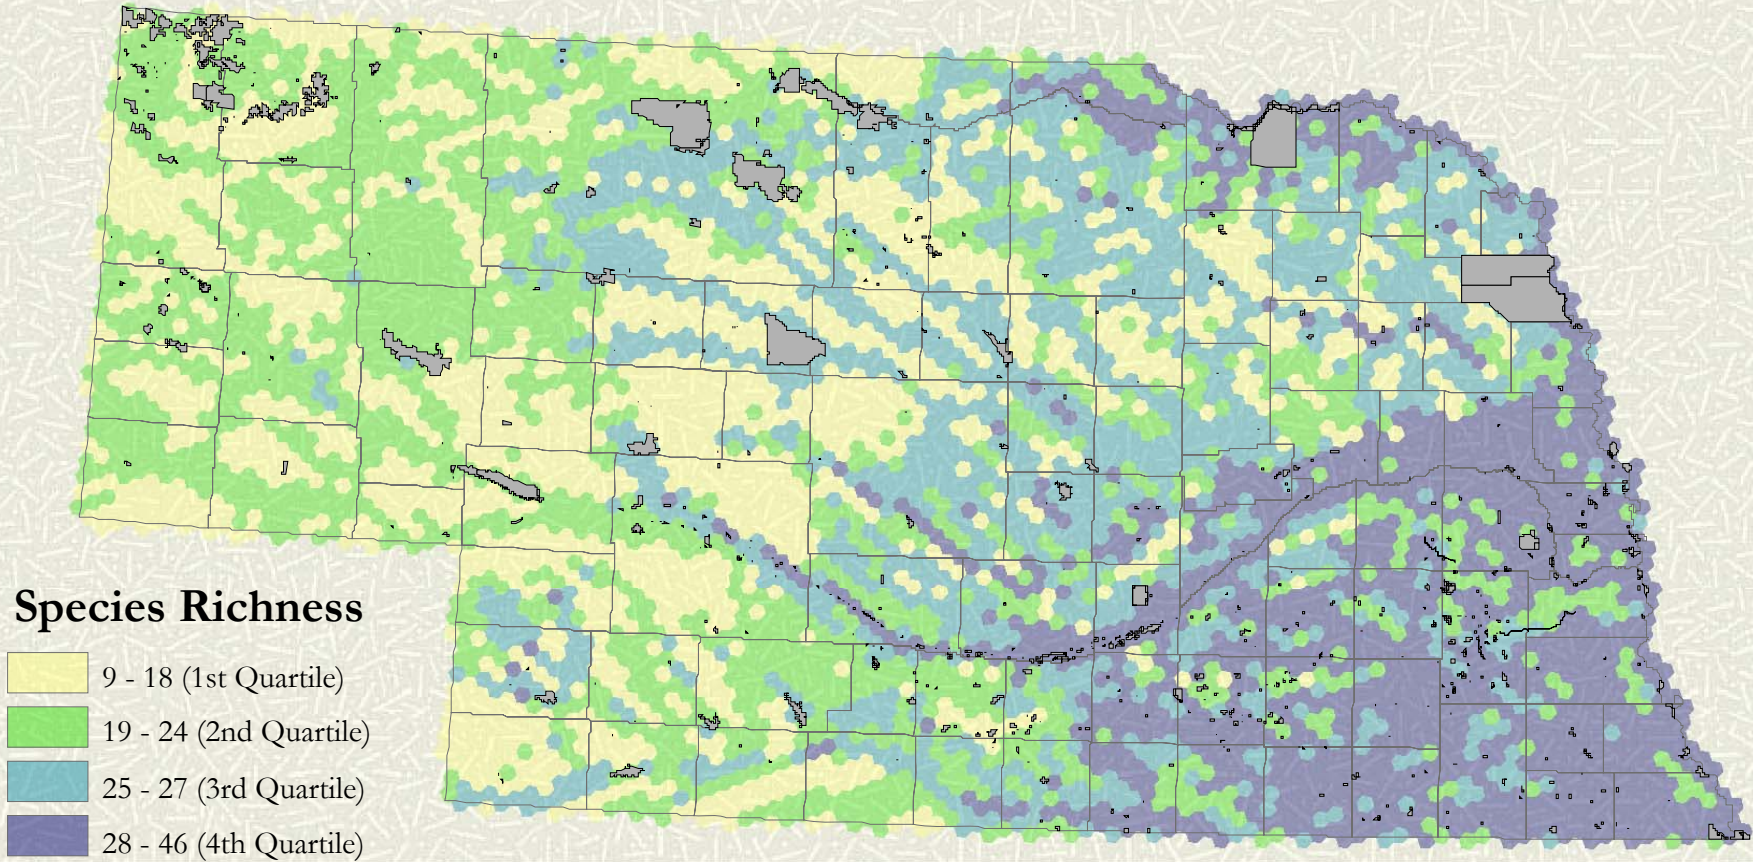 Species Richness
9 - 18 (1st Quartile)
19 - 24 (2nd Quartile)
25 - 27 (3rd Quartile)
28 - 46 (4th Quartile)